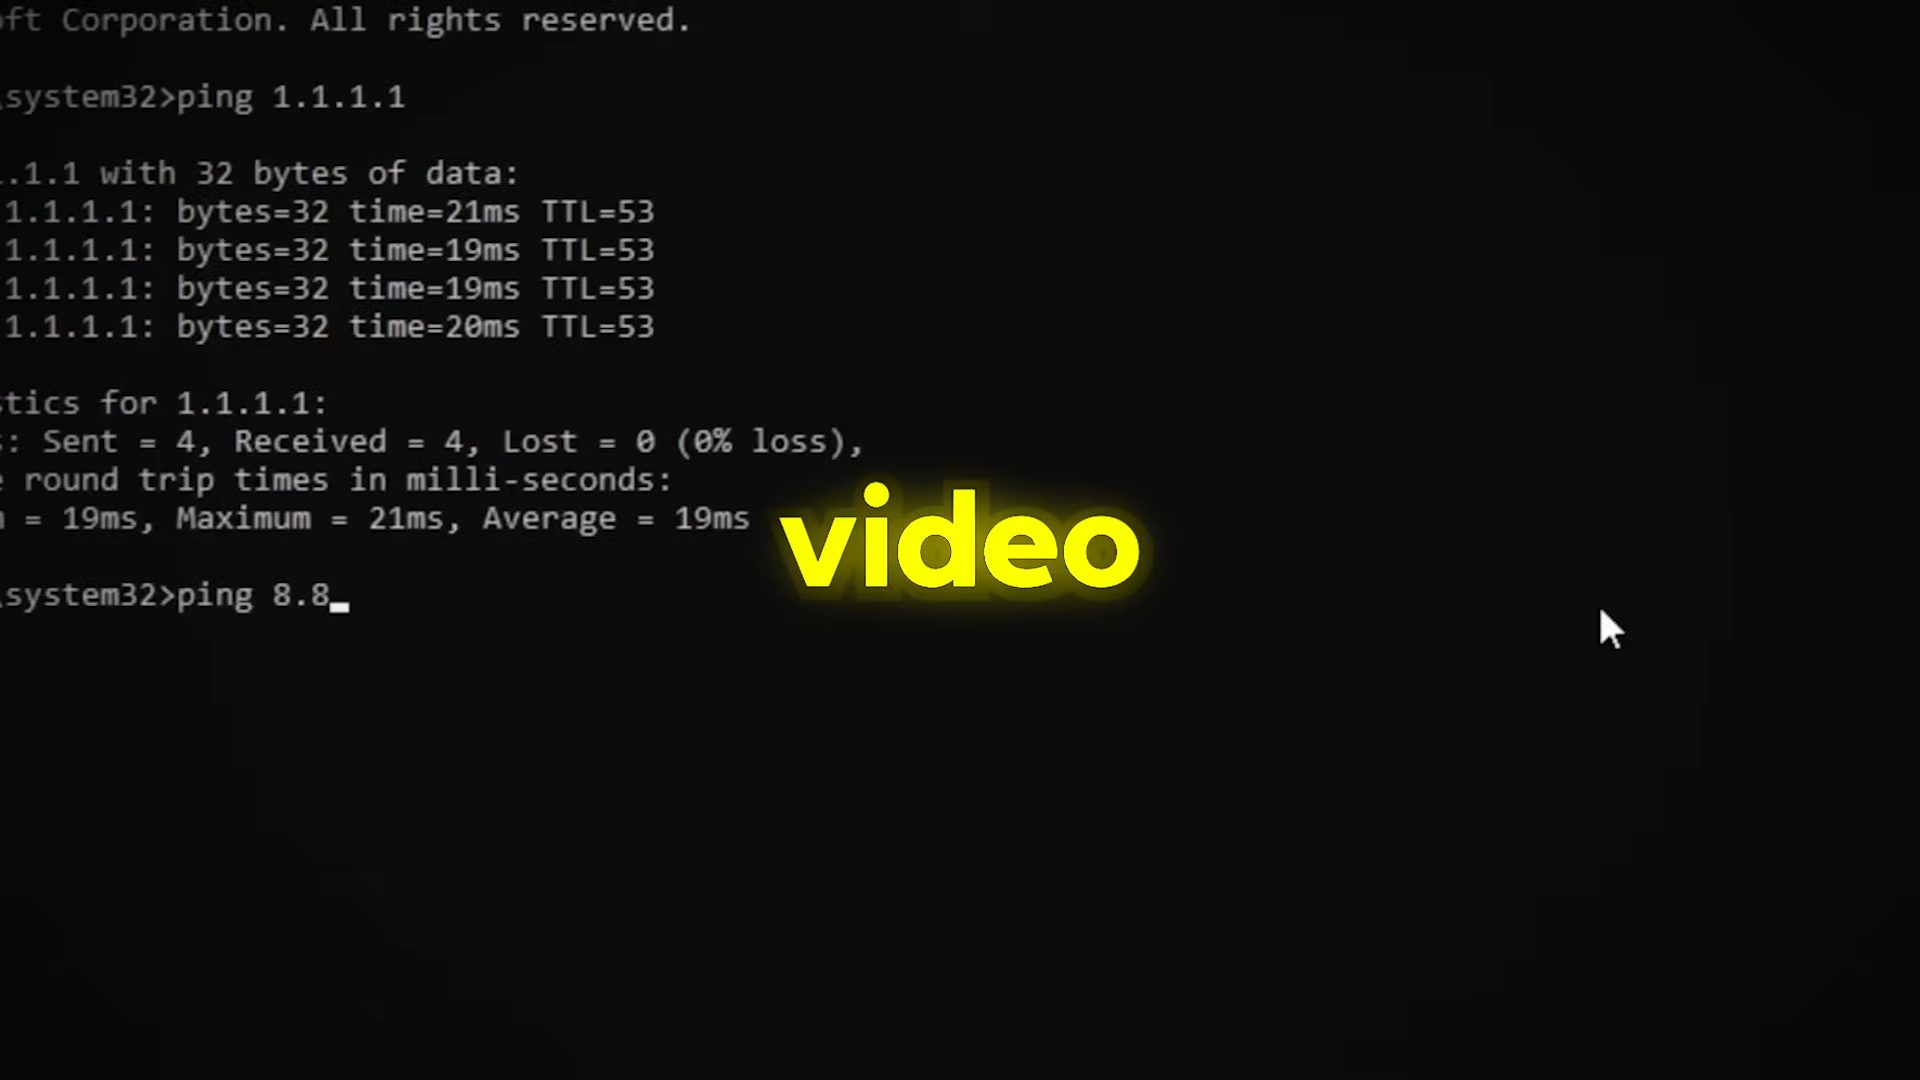 oft Corporation. All rights reserved.
\system32>ping 1.1.1.1
.1.1 with 32 bytes of data:
1.1.1.1: bytes=32 time=21ms TTL=53
1.1.1.1: bytes=32 time=19ms TTL=53
1.1.1.1: bytes=32 time=19ms TTL=53
1.1.1.1: bytes=32 time=20ms TTL=53
tics for 1.1.1.1:
: Sent = 4, Received = 4, Lost = 0 (0% loss),
e round trip times in milli-seconds:
= 19ms, Maximum = 21ms, Average = 19ms
video
\system32>ping 8.8_